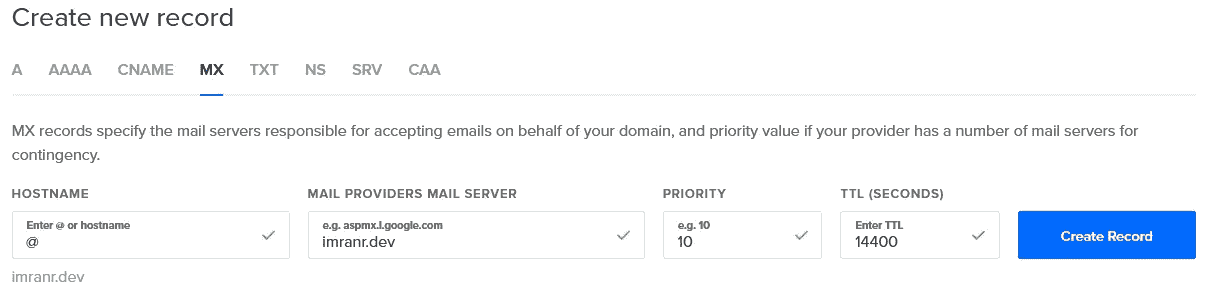 Create new record
A AAAA CNAME MX TXT NS SRV CAA
MX records specify the mail servers responsible for accepting emails on behalf of your domain, and priority value if your provider has a number of mail servers for
contingency.
HOSTNAME MAIL PROVIDERS MAIL SERVER PRIORITY TTL (SECONDS)
Enter @ or hostname e.g. aspmx.l.google.com e.g. 10 Enter TTL
@ imranr.dev 10 14400 Create Record
imranr.dev